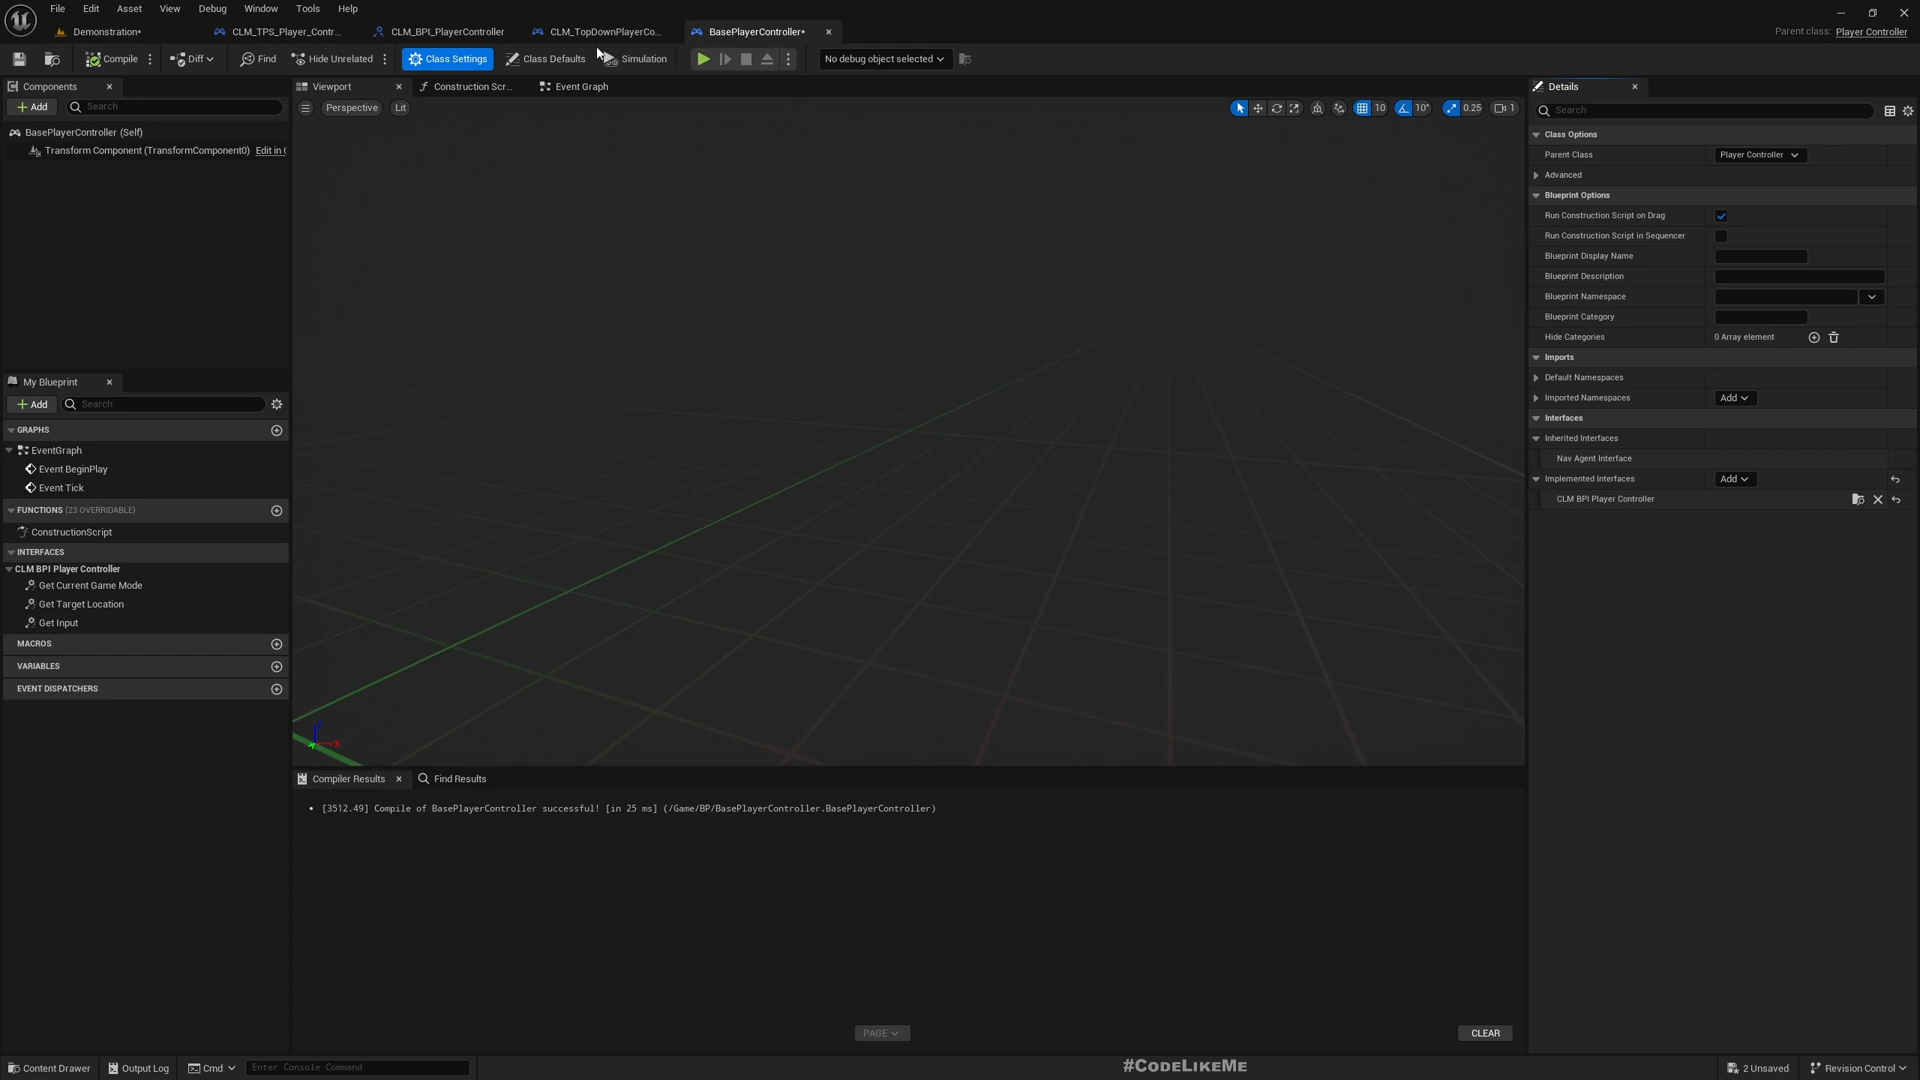 File Edit Asset View Debug Window Tools Help
Demonstration• CLM_TPS_Player_Contr... CLM_BPI_PlayerController CLM_TopDownPlayerCo... BasePlayerController• Parent class: Player Controller
Compile Diff Find Hide Unrelated Class Settings Class Defaults Simulation No debug object selected
Components Viewport Construction Scr... Event Graph Details
Add Search Perspective Lit 10 10° 0.25 1 Search
BasePlayerController (Self)
Transform Component (TransformComponent0) Edit in C
Class Options
Parent Class Player Controller
Advanced
Blueprint Options
Run Construction Script on Drag
Run Construction Script in Sequencer
Blueprint Display Name
Blueprint Description
Blueprint Namespace
Blueprint Category
Hide Categories 0 Array element
Imports
Default Namespaces
Imported Namespaces Add
Interfaces
Inherited Interfaces
Nav Agent Interface
Implemented Interfaces Add
CLM BPI Player Controller
My Blueprint
Add Search
GRAPHS
EventGraph
Event BeginPlay
Event Tick
FUNCTIONS (23 OVERRIDABLE)
ConstructionScript
INTERFACES
CLM BPI Player Controller
Get Current Game Mode
Get Target Location
Get Input
MACROS
VARIABLES
EVENT DISPATCHERS
Compiler Results Find Results
• [3512.49] Compile of BasePlayerController successful! [in 25 ms] (/Game/BP/BasePlayerController.BasePlayerController)
PAGE CLEAR
Content Drawer Output Log Cmd Enter Console Command #CodeLikeMe 2 Unsaved Revision Control